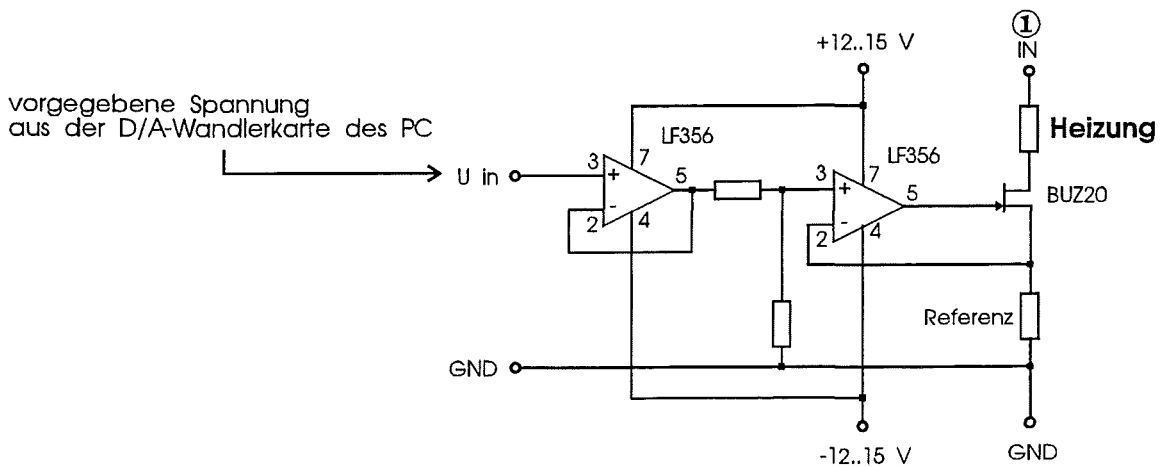 ①
IN
+12..15 V
vorgegebene Spannung
aus der D/A-Wandlerkarte des PC
Heizung
LF356
LF356
U in
3
7
5
+
-
2
4
3
7
5
+
-
2
4
BUZ20
Referenz
GND
-12..15 V
GND